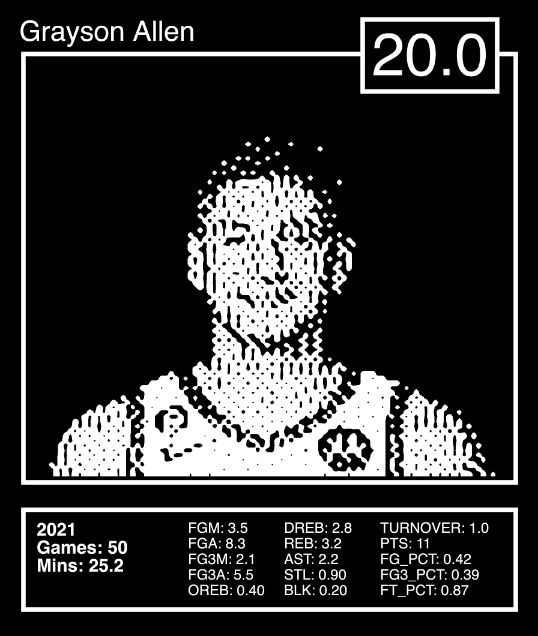 Grayson Allen
20.0
2021
Games: 50
Mins: 25.2
FGM: 3.5
FGA: 8.3
FG3M: 2.1
FG3A: 5.5
OREB: 0.40
DREB: 2.8
REB: 3.2
AST: 2.2
STL: 0.90
BLK: 0.20
TURNOVER: 1.0
PTS: 11
FG_PCT: 0.42
FG3_PCT: 0.39
FT_PCT: 0.87